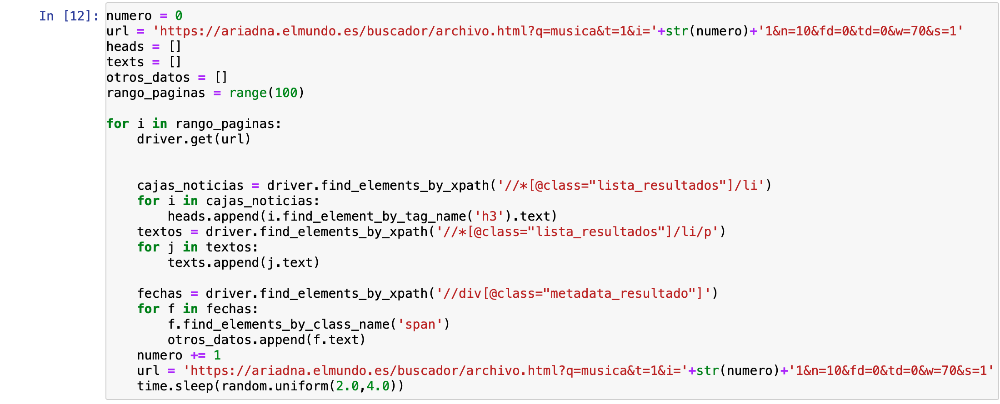 In [12]:
numero = 0
url = 'https://ariadna.elmundo.es/buscador/archivo.html?q=musica&t=1&i='+str(numero)+'1&n=10&fd=0&td=0&w=70&s=1'
heads = []
texts = []
otros_datos = []
rango_paginas = range(100)

for i in rango_paginas:
    driver.get(url)


    cajas_noticias = driver.find_elements_by_xpath('//*[@class="lista_resultados"]/li')
    for i in cajas_noticias:
        heads.append(i.find_element_by_tag_name('h3').text)
    textos = driver.find_elements_by_xpath('//*[@class="lista_resultados"]/li/p')
    for j in textos:
        texts.append(j.text)

    fechas = driver.find_elements_by_xpath('//div[@class="metadata_resultado"]')
    for f in fechas:
        f.find_elements_by_class_name('span')
        otros_datos.append(f.text)
    numero += 1
    url = 'https://ariadna.elmundo.es/buscador/archivo.html?q=musica&t=1&i='+str(numero)+'1&n=10&fd=0&td=0&w=70&s=1'
    time.sleep(random.uniform(2.0,4.0))